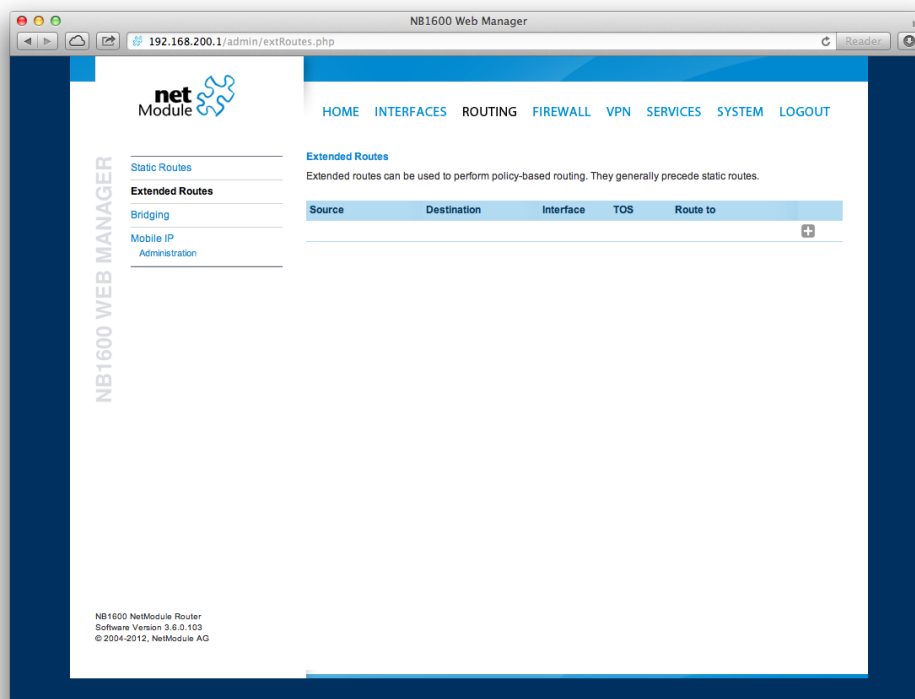 NB1600 Web Manager
192.168.200.1/admin/extRoutes.php
Reader
net
Module
HOME INTERFACES ROUTING FIREWALL VPN SERVICES SYSTEM LOGOUT
NB1600 WEB MANAGER
Static Routes
Extended Routes
Bridging
Mobile IP
Administration
Extended Routes
Extended routes can be used to perform policy-based routing. They generally precede static routes.
Source Destination Interface TOS Route to
NB1600 NetModule Router
Software Version 3.6.0.103
© 2004-2012, NetModule AG